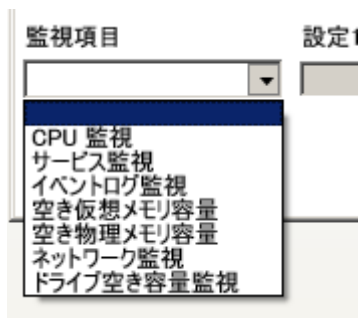 監視項目 設定1
CPU 監視
サービス監視
イベントログ監視
空き仮想メモリ容量
空き物理メモリ容量
ネットワーク監視
ドライブ空き容量監視